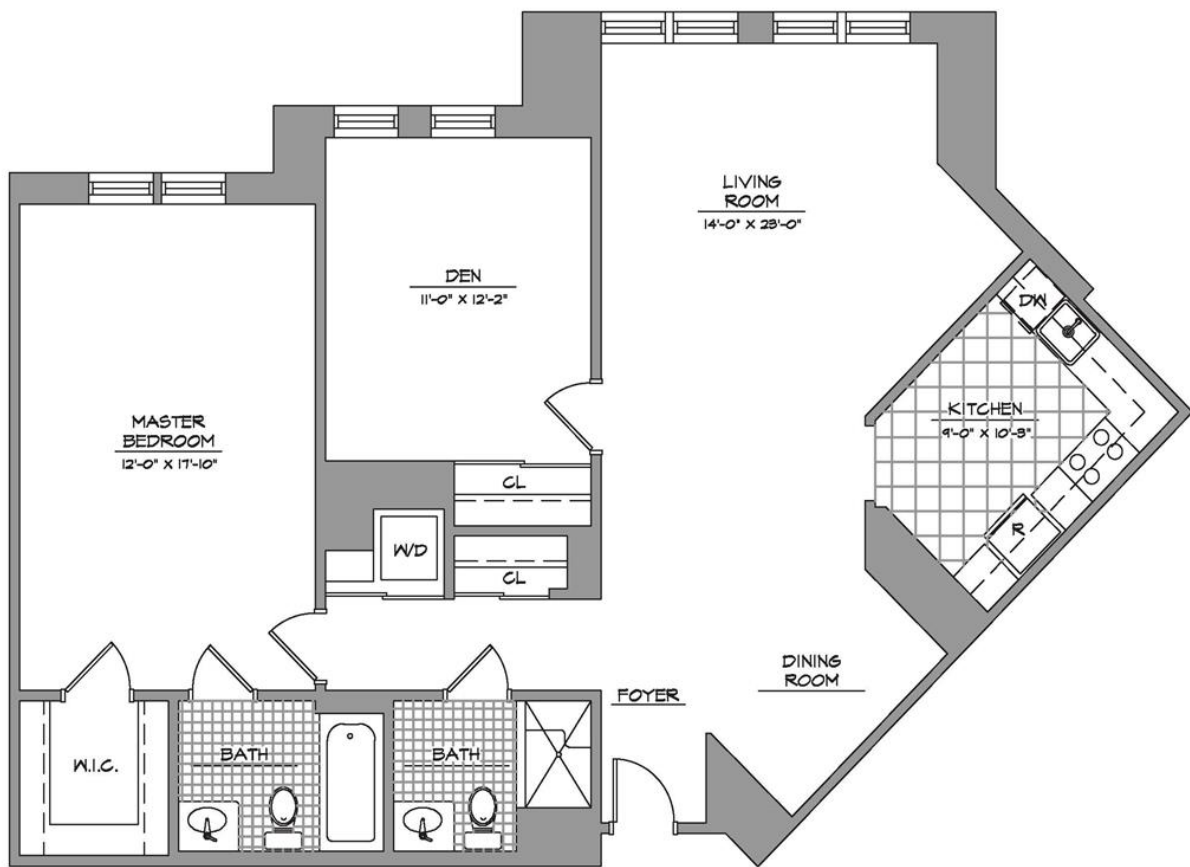 LIVING
ROOM
14'-0" X 23'-0"
DEN
11'-0" X 12'-2"
DW
KITCHEN
9'-0" X 10'-3"
MASTER
BEDROOM
12'-0" X 17'-10"
CL
R
W/D
CL
DINING
ROOM
FOYER
BATH
BATH
W.I.C.